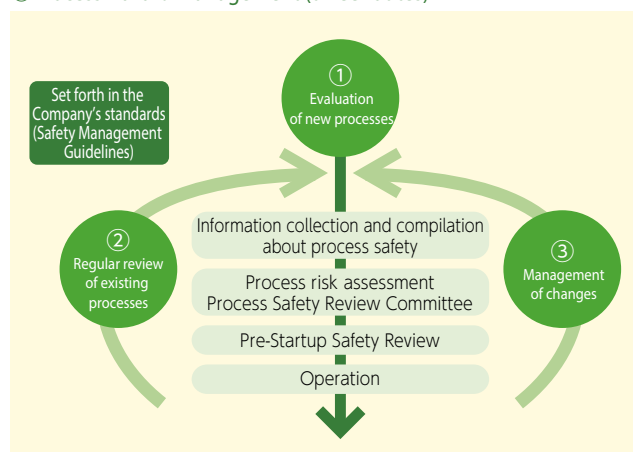 Set forth in the
Company's standards
(Safety Management
Guidelines)
①
Evaluation
of new processes
Information collection and compilation
about process safety
②
Regular review
of existing
processes
③
Management
of changes
Process risk assessment
Process Safety Review Committee
Pre-Startup Safety Review
Operation